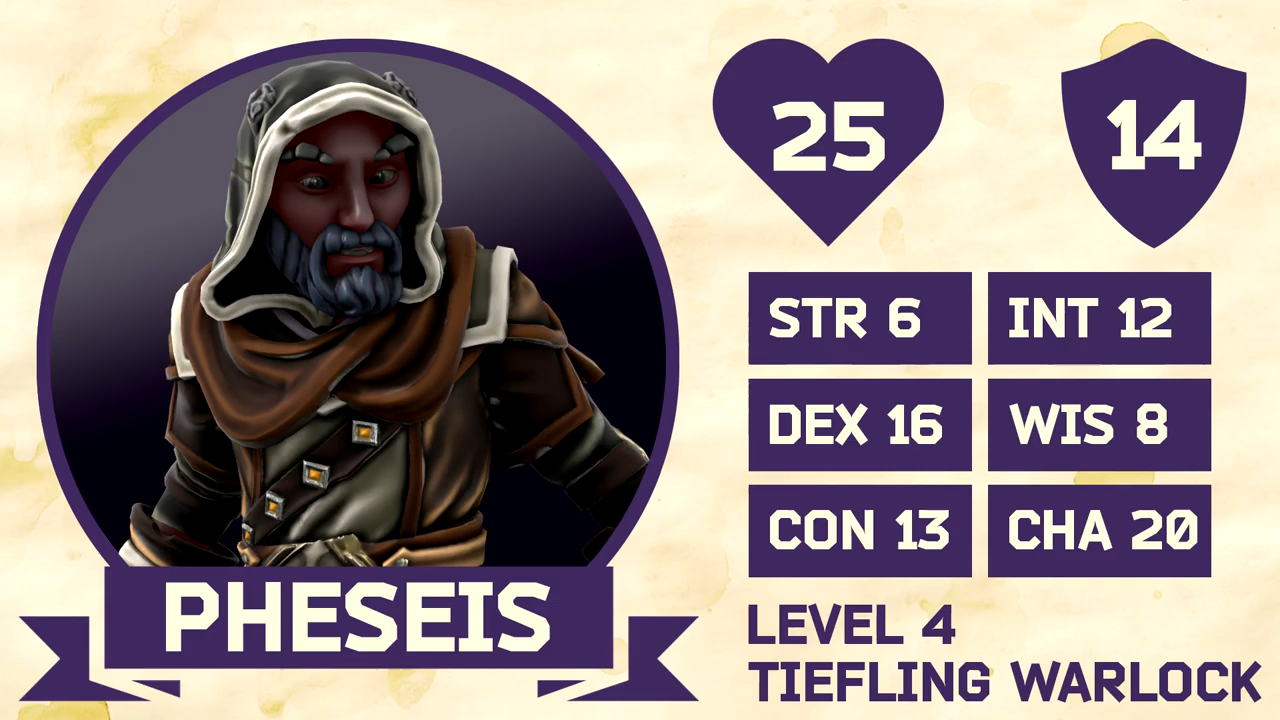 PHESEIS
25
14
STR 6
INT 12
DEX 16
WIS 8
CON 13
CHA 20
LEVEL 4
TIEFLING WARLOCK